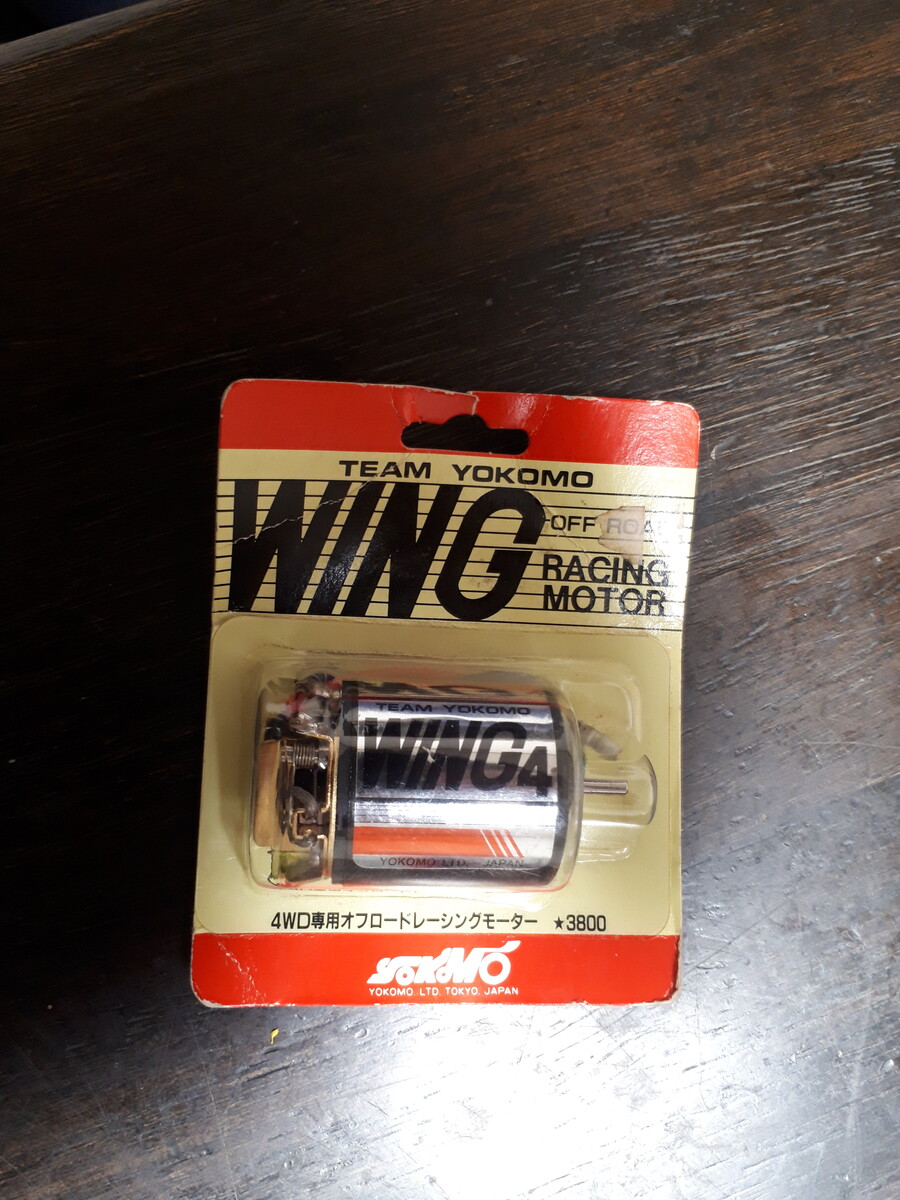 TEAM YOKOMO
WING
OFF ROAD
RACING
MOTOR
TEAM YOKOMO
WING4
YOKOMO LTD. JAPAN
4WD専用オフロードレーシングモーター ★3800
YOKOMO
YOKOMO. LTD. TOKYO. JAPAN